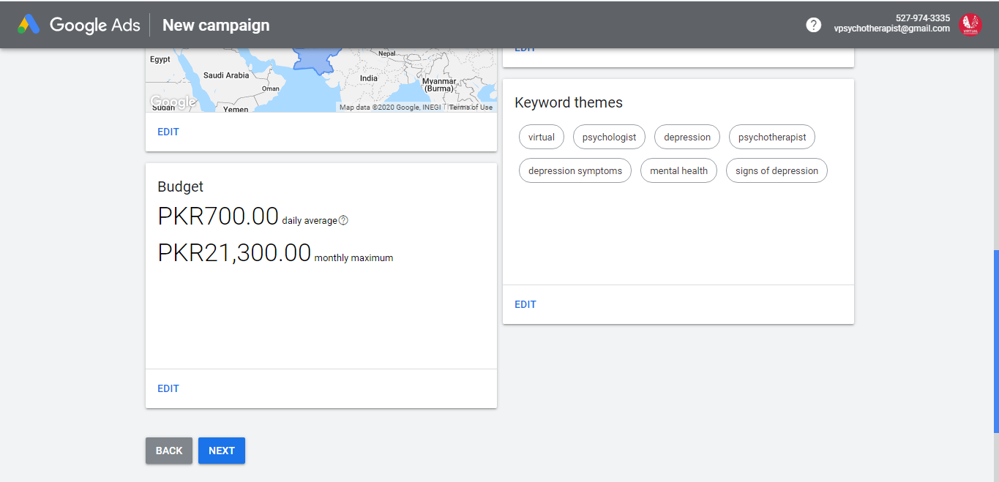 Google Ads
New campaign
?
527-974-3335
vpsychotherapist@gmail.com
VIRTUAL
EDIT
Egypt
Saudi Arabia
Oman
Nepal
India
Myanmar
(Burma)
Google
Sudan
Yemen
Map data ©2020 Google, INEGI
Terms of Use
EDIT
Budget
PKR700.00 daily average ?
PKR21,300.00 monthly maximum
EDIT
Keyword themes
virtual psychologist depression psychotherapist
depression symptoms mental health signs of depression
EDIT
BACK NEXT